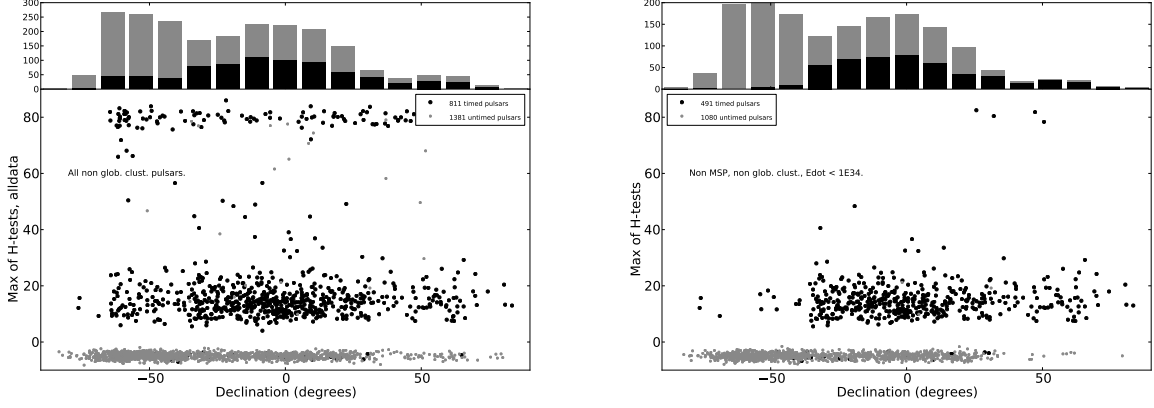 300
250
200
150
100
50
0
811 timed pulsars
1381 untimed pulsars
All non glob. clust. pulsars.
Max of H-tests, alldata
80
60
40
20
0
−50 0 50
Declination (degrees)
200
150
100
50
0
491 timed pulsars
1080 untimed pulsars
Non MSP, non glob. clust., Edot < 1E34.
Max of H-tests
80
60
40
20
0
−50 0 50
Declination (degrees)